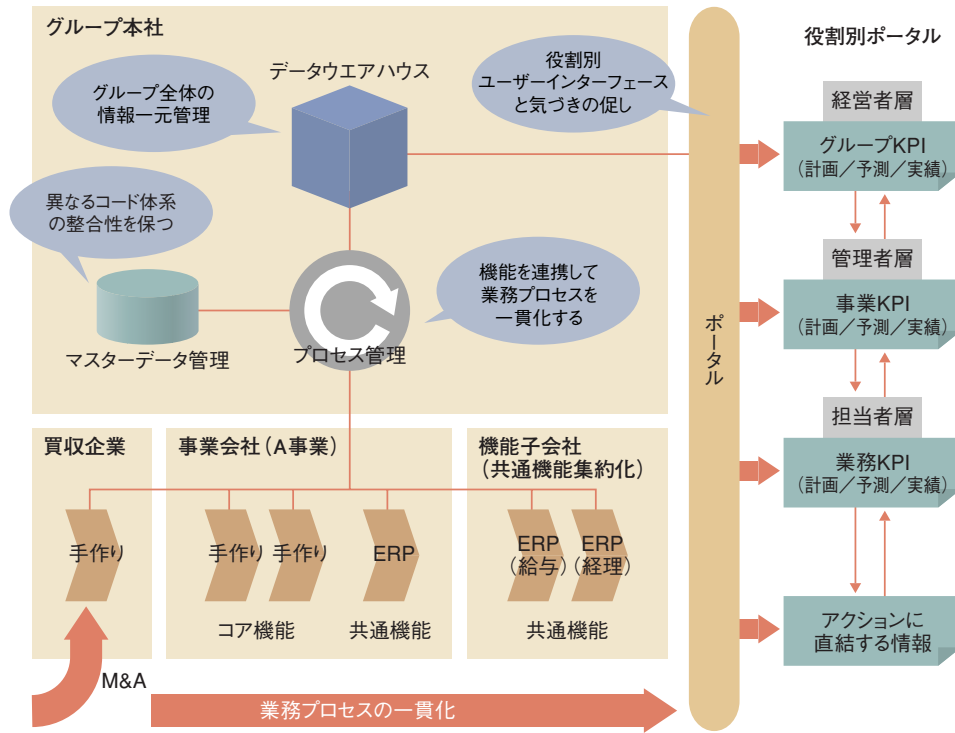 グループ本社
データウエアハウス
グループ全体の
情報一元管理
役割別
ユーザーインターフェース
と気づきの促し
異なるコード体系
の整合性を保つ
機能を連携して
業務プロセスを
一貫化する
マスターデータ管理
プロセス管理
買収企業
手作り
M&A
事業会社（A事業）
手作り
手作り
ERP
コア機能
共通機能
機能子会社
（共通機能集約化）
ERP
（給与）
ERP
（経理）
共通機能
業務プロセスの一貫化
ポータル
役割別ポータル
経営者層
グループKPI
（計画／予測／実績）
管理者層
事業KPI
（計画／予測／実績）
担当者層
業務KPI
（計画／予測／実績）
アクションに
直結する情報